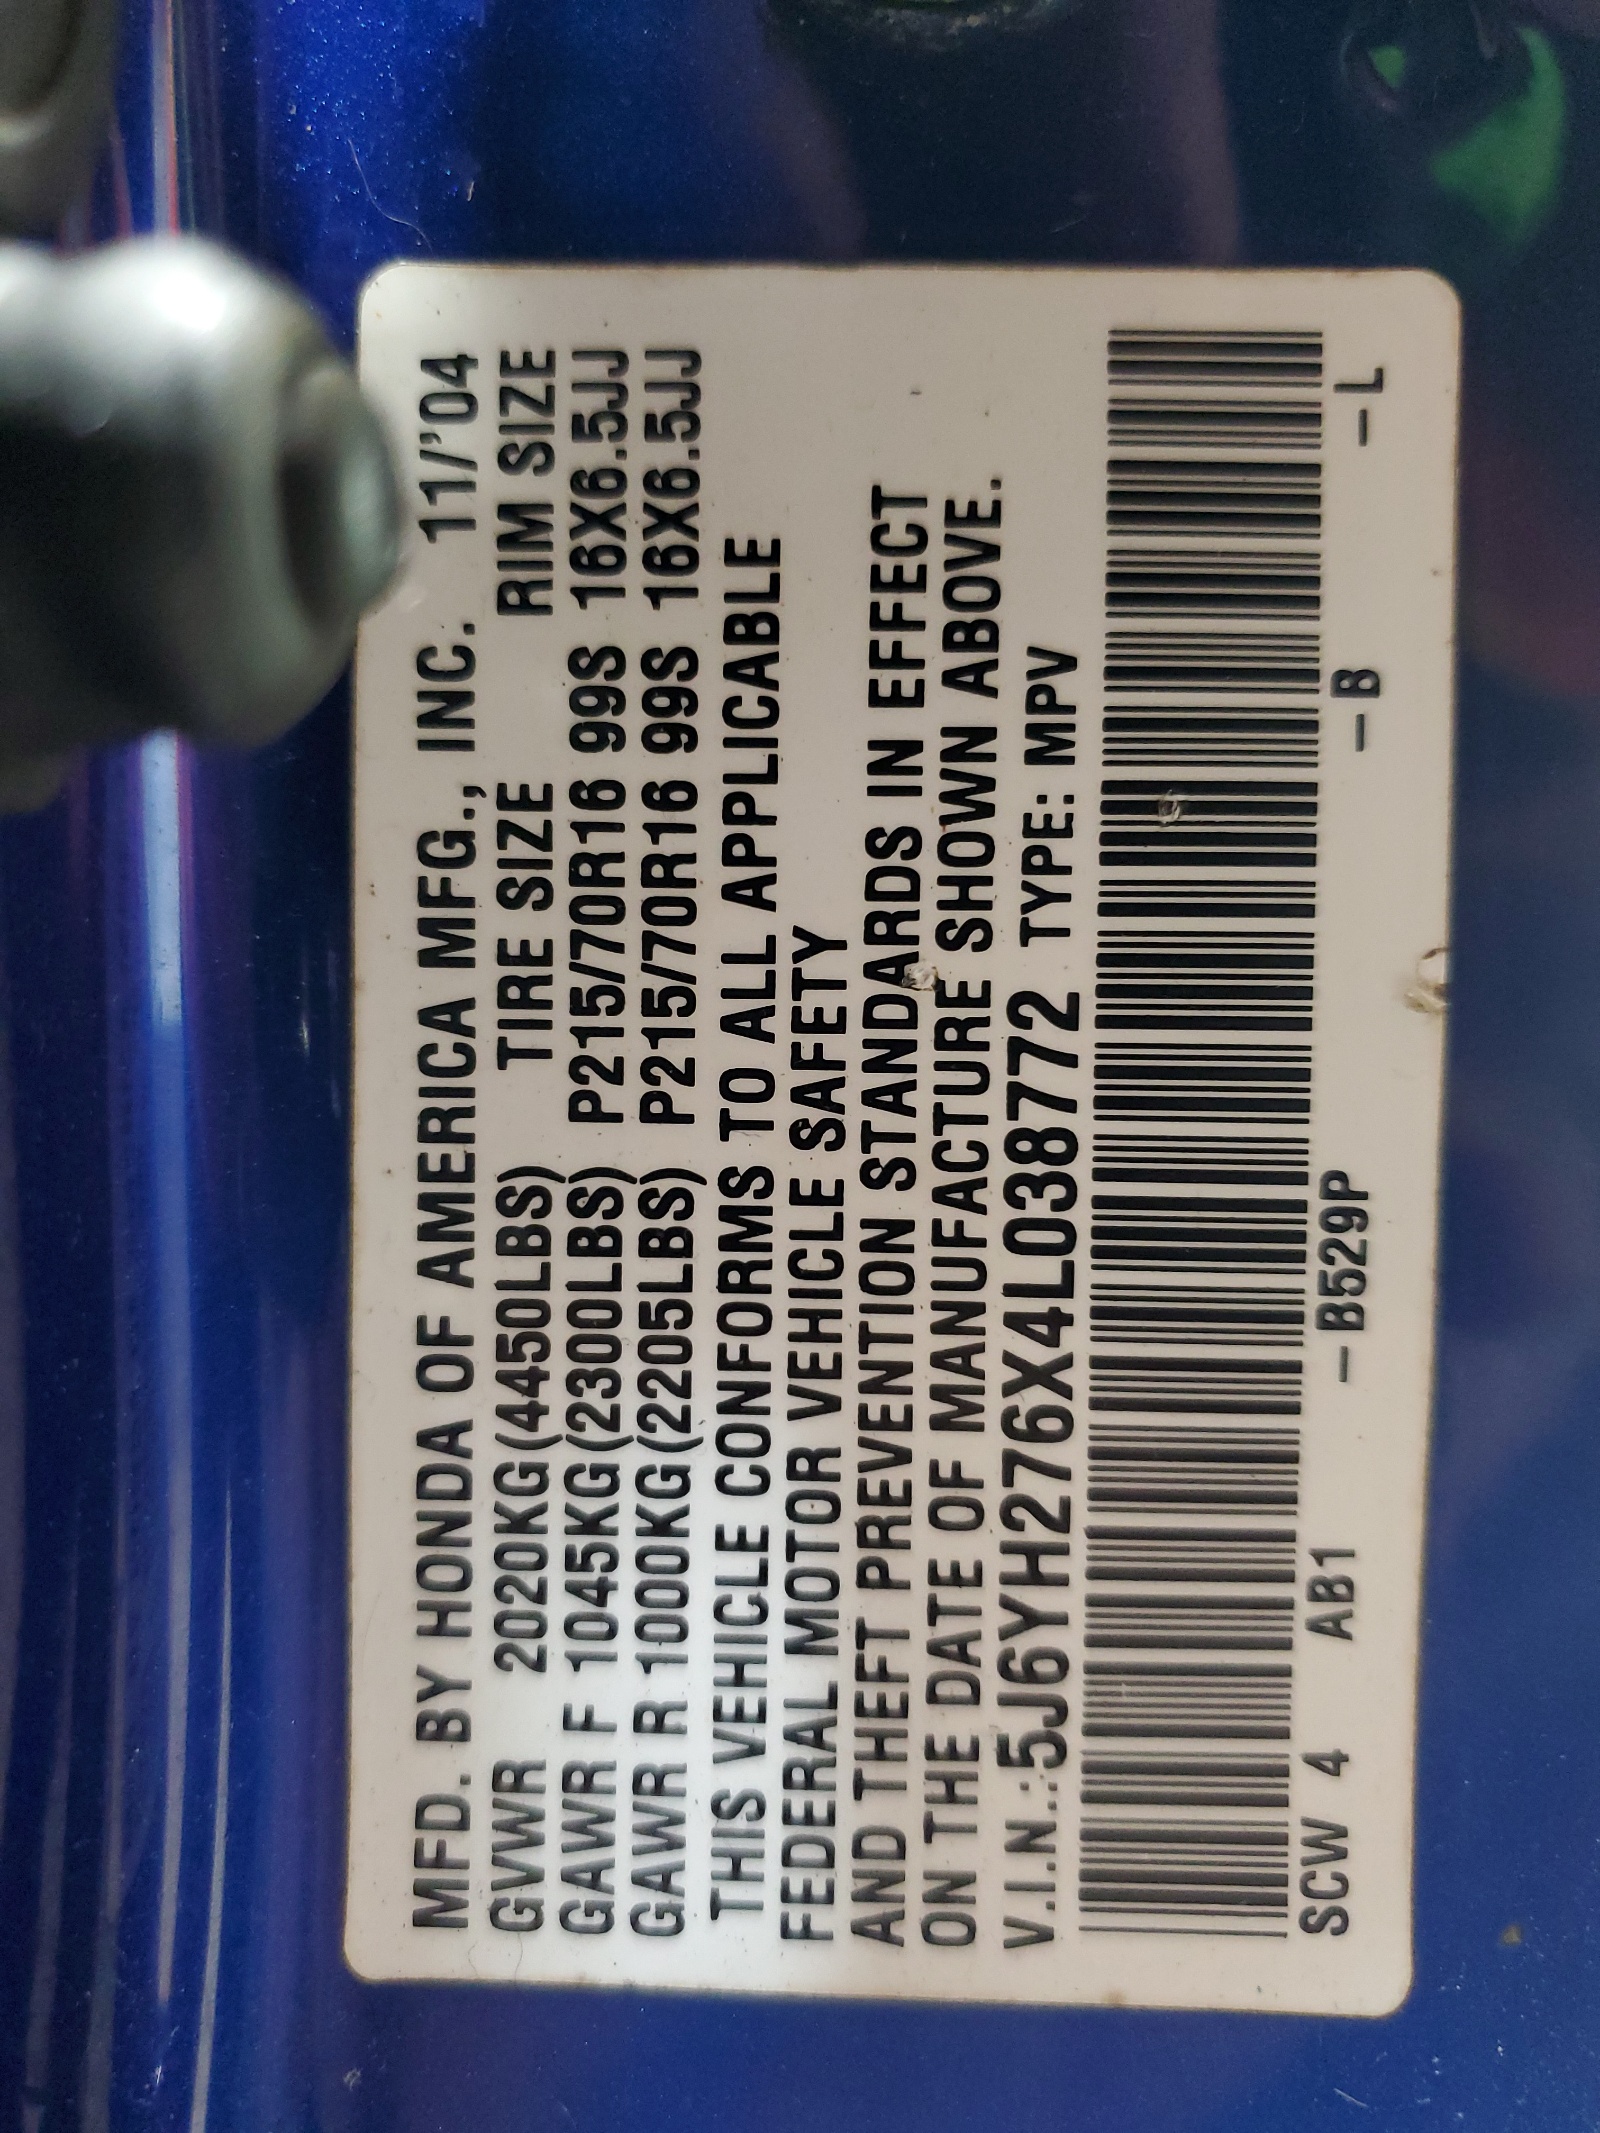 MFD. BY HONDA OF AMERICA MFG., INC. 11/'04
GVWR 2020KG(4450LBS) TIRE SIZE RIM SIZE
GAWR F 1045KG(2300LBS) P215/70R16 99S 16X6.5JJ
GAWR R 1000KG(2205LBS) P215/70R16 99S 16X6.5JJ
THIS VEHICLE CONFORMS TO ALL APPLICABLE
FEDERAL MOTOR VEHICLE SAFETY
AND THEFT PREVENTION STANDARDS IN EFFECT
ON THE DATE OF MANUFACTURE SHOWN ABOVE.
V.I.N.:5J6YH276X4L038772 TYPE: MPV
SCW 4 AB1 -B529P -B -L